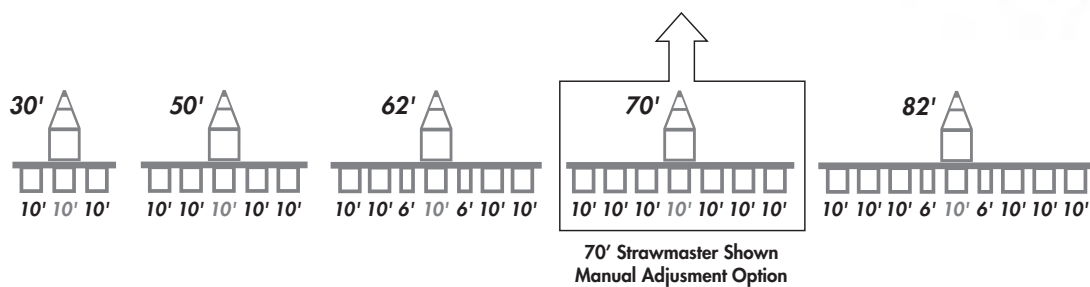 30' 50' 62' 70' 82'
10' 10' 10' 10' 10' 10' 10' 10' 10' 10' 6' 10' 6' 10' 10' 10' 10' 10' 10' 10' 10' 10' 10' 10' 10' 6' 10' 6' 10' 10' 10'
70' Strawmaster Shown
Manual Adjusment Option